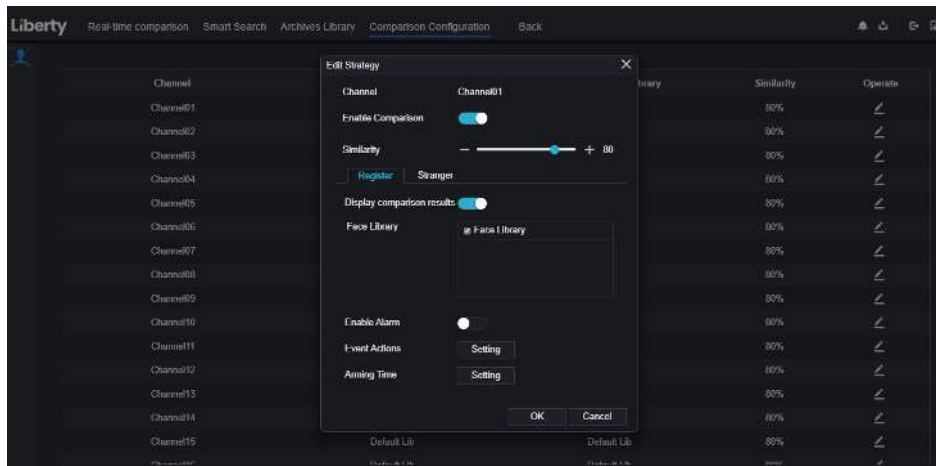 Liberty Real-time comparison Smart Search Archives Library Comparison Configuration Back
Edit Strategy
Channel Similarity Operate
Channel Channel01
Channel01 80%
Enable Comparison
Channel02 80%
Similarity 80
Channel03 80%
Register Stranger
Channel04 80%
Display comparison results
Channel05 80%
Face Library Face Library
Channel06 80%
Channel07 80%
Channel08 80%
Channel09 80%
Enable Alarm
Channel10 80%
Event Actions Setting
Channel11 80%
Arming Time Setting
Channel12 80%
Channel13 80%
OK Cancel
Channel14 80%
Channel15 Default Lib Default Lib 80%